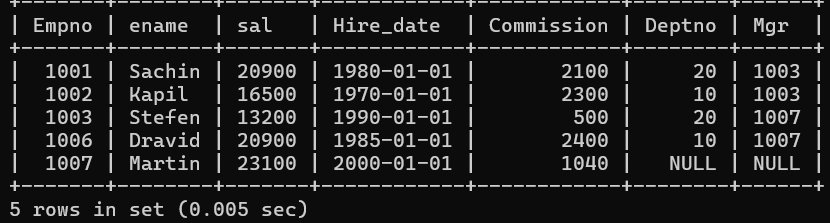 +-------+--------+-------+------------+------------+--------+------+
| Empno | ename  | sal   | Hire_date  | Commission | Deptno | Mgr  |
+-------+--------+-------+------------+------------+--------+------+
|  1001 | Sachin | 20900 | 1980-01-01 |       2100 |     20 | 1003 |
|  1002 | Kapil  | 16500 | 1970-01-01 |       2300 |     10 | 1003 |
|  1003 | Stefen | 13200 | 1990-01-01 |        500 |     20 | 1007 |
|  1006 | Dravid | 20900 | 1985-01-01 |       2400 |     10 | 1007 |
|  1007 | Martin | 23100 | 2000-01-01 |       1040 |   NULL | NULL |
+-------+--------+-------+------------+------------+--------+------+
5 rows in set (0.005 sec)